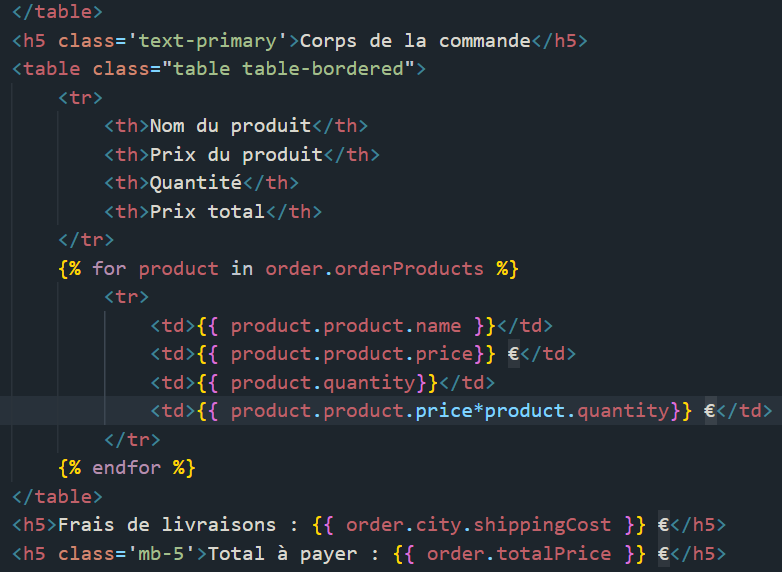 </table>
<h5 class='text-primary'>Corps de la commande</h5>
<table class="table table-bordered">
    <tr>
        <th>Nom du produit</th>
        <th>Prix du produit</th>
        <th>Quantité</th>
        <th>Prix total</th>
    </tr>
    {% for product in order.orderProducts %}
        <tr>
            <td>{{ product.product.name }}</td>
            <td>{{ product.product.price}} €</td>
            <td>{{ product.quantity}}</td>
            <td>{{ product.product.price*product.quantity}} €</td>
        </tr>
    {% endfor %}
</table>
<h5>Frais de livraisons : {{ order.city.shippingCost }} €</h5>
<h5 class='mb-5'>Total à payer : {{ order.totalPrice }} €</h5>